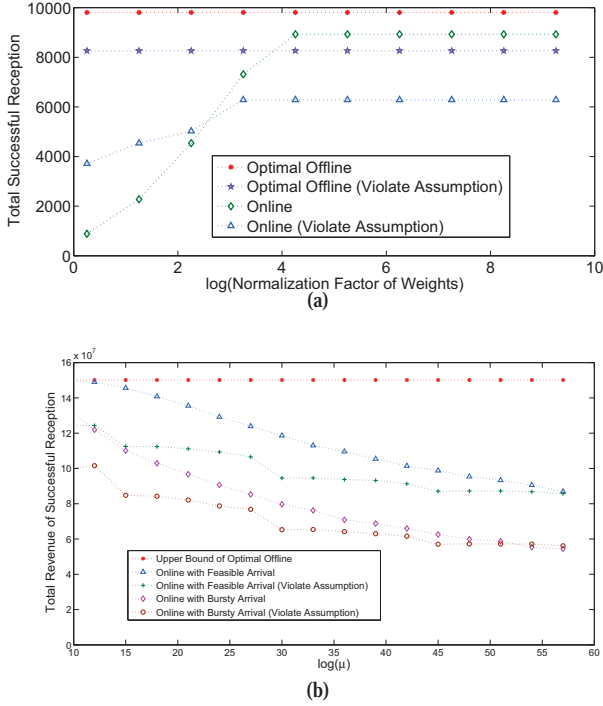 10000
8000
6000
4000
2000
0
Total Successful Reception
Optimal Offline
Optimal Offline (Violate Assumption)
Online
Online (Violate Assumption)
0 2 4 6 8 10
log(Normalization Factor of Weights)
(a)
x 10^7
16
14
12
10
8
6
4
2
0
Total Revenue of Successful Reception
Upper Bound of Optimal Offline
Online with Feasible Arrival
Online with Feasible Arrival (Violate Assumption)
Online with Bursty Arrival
Online with Bursty Arrival (Violate Assumption)
10 15 20 25 30 35 40 45 50 55 60
log(μ)
(b)